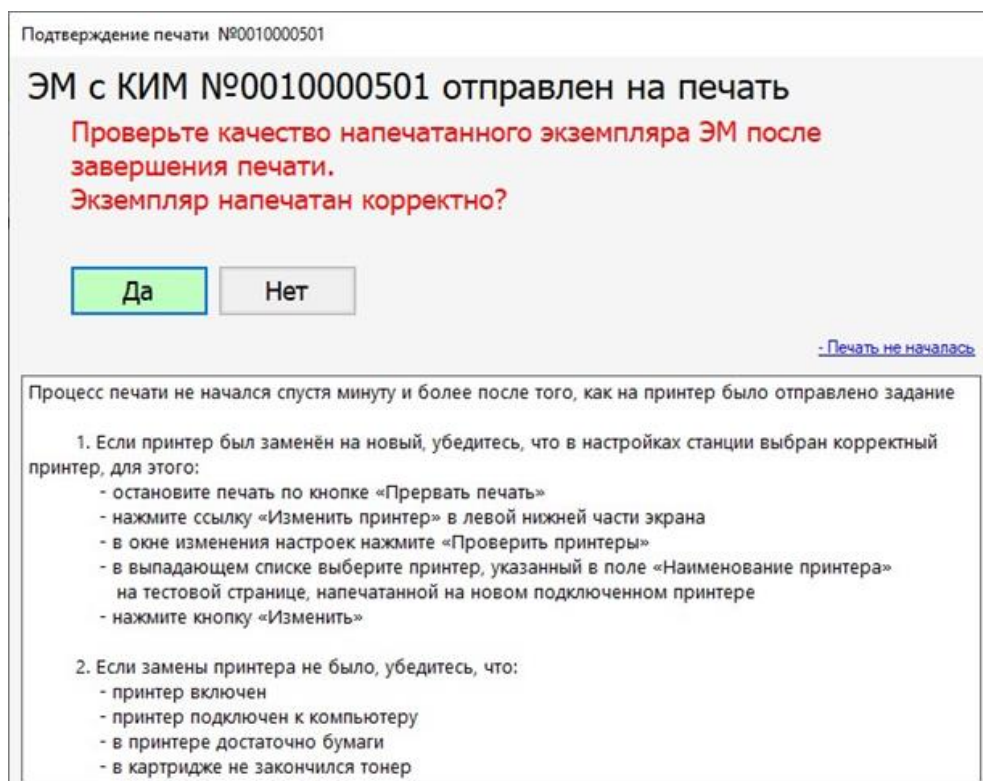 Подтверждение печати №0010000501
ЭМ с КИМ №0010000501 отправлен на печать
Проверьте качество напечатанного экземпляра ЭМ после
завершения печати.
Экземпляр напечатан корректно?
Да
Нет
- Печать не началась
Процесс печати не начался спустя минуту и более после того, как на принтер было отправлено задание
1. Если принтер был заменён на новый, убедитесь, что в настройках станции выбран корректный
принтер, для этого:
- остановите печать по кнопке «Прервать печать»
- нажмите ссылку «Изменить принтер» в левой нижней части экрана
- в окне изменения настроек нажмите «Проверить принтеры»
- в выпадающем списке выберите принтер, указанный в поле «Наименование принтера»
на тестовой странице, напечатанной на новом подключенном принтере
- нажмите кнопку «Изменить»
2. Если замены принтера не было, убедитесь, что:
- принтер включен
- принтер подключен к компьютеру
- в принтере достаточно бумаги
- в картридже не закончился тонер